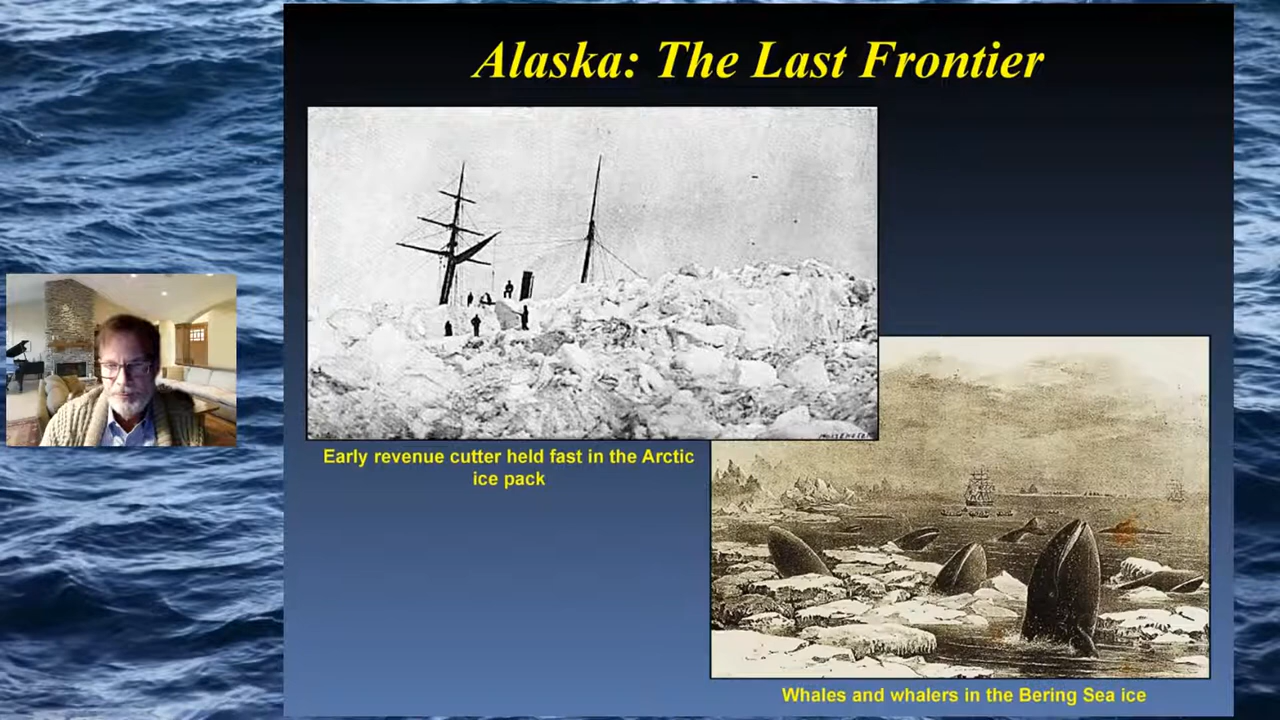 Alaska: The Last Frontier
Early revenue cutter held fast in the Arctic
ice pack
Whales and whalers in the Bering Sea ice